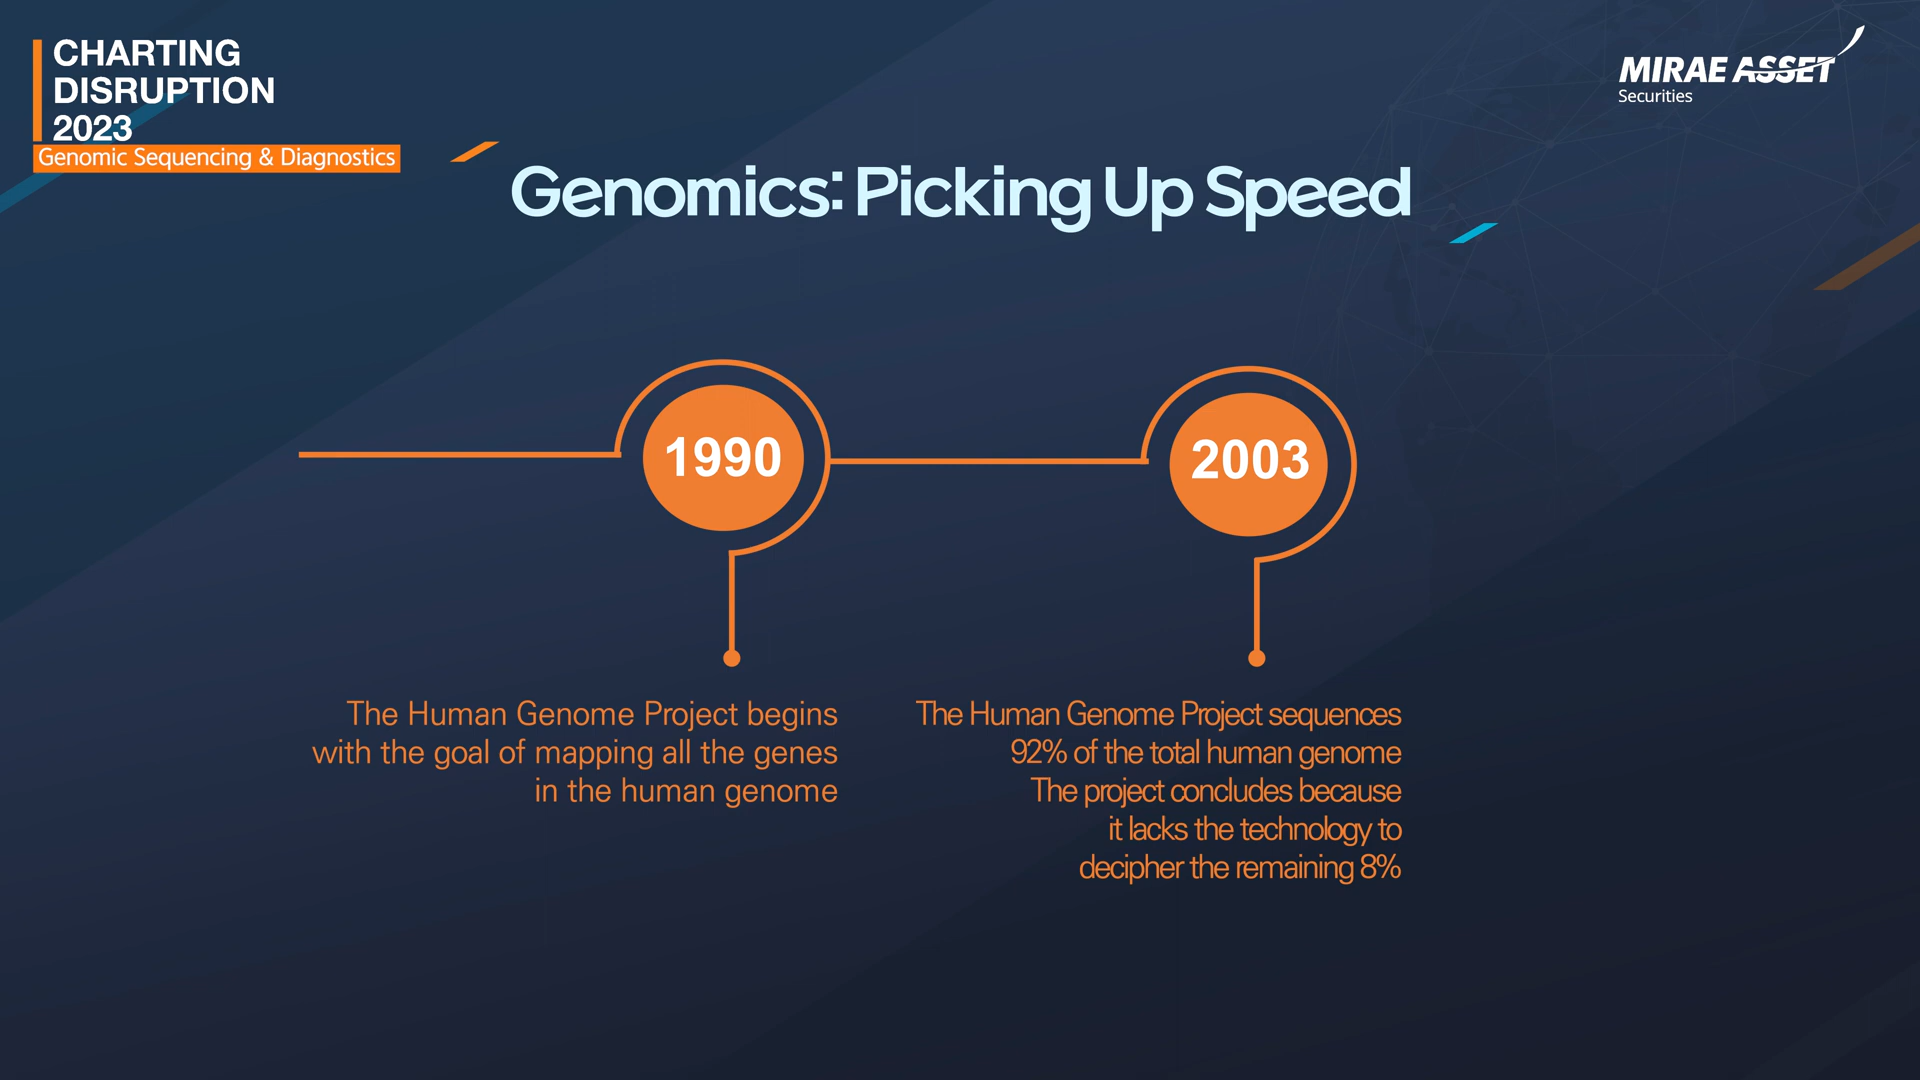 CHARTING
DISRUPTION
2023
Genomic Sequencing & Diagnostics
MIRAE ASSET
Securities
Genomics: Picking Up Speed
1990
The Human Genome Project begins
with the goal of mapping all the genes
in the human genome
2003
The Human Genome Project sequences
92% of the total human genome
The project concludes because
it lacks the technology to
decipher the remaining 8%